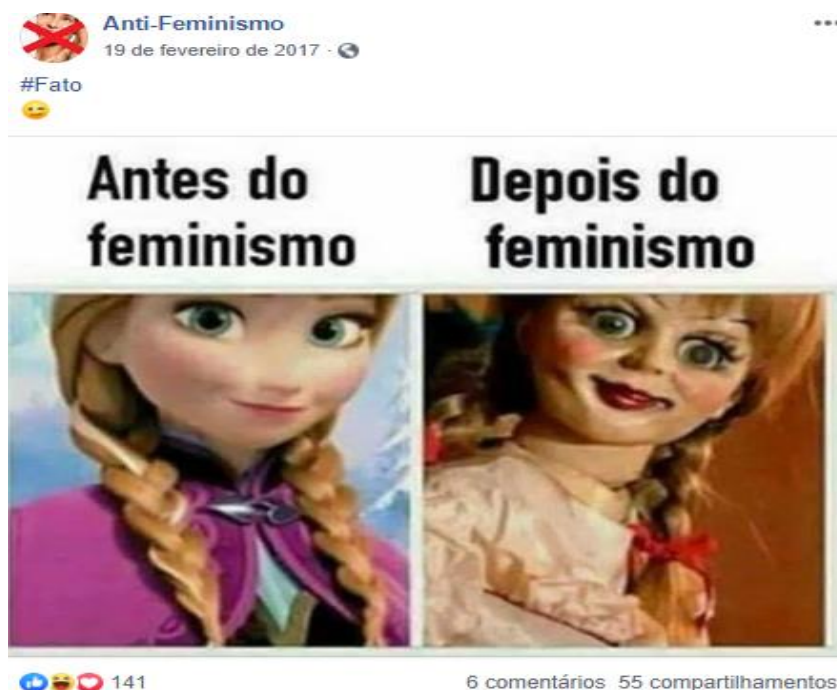 Anti-Feminismo
19 de fevereiro de 2017 ·
#Fato
Antes do
feminismo
Depois do
feminismo
141
6 comentários 55 compartilhamentos